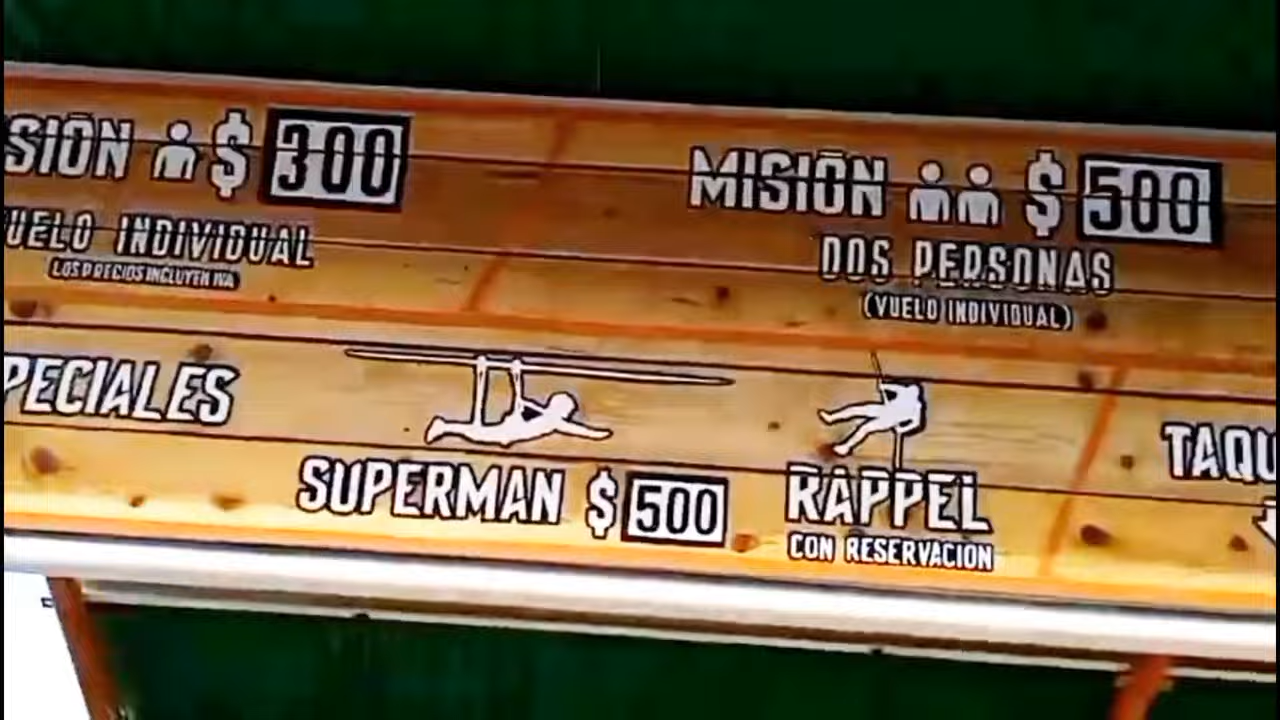 SIÓN $ 300
UELO INDIVIDUAL
LOS PRECIOS INCLUYEN IVA
MISIÓN $ 500
DOS PERSONAS
(VUELO INDIVIDUAL)
PECIALES
SUPERMAN $ 500
RAPPEL
CON RESERVACION
TAQU